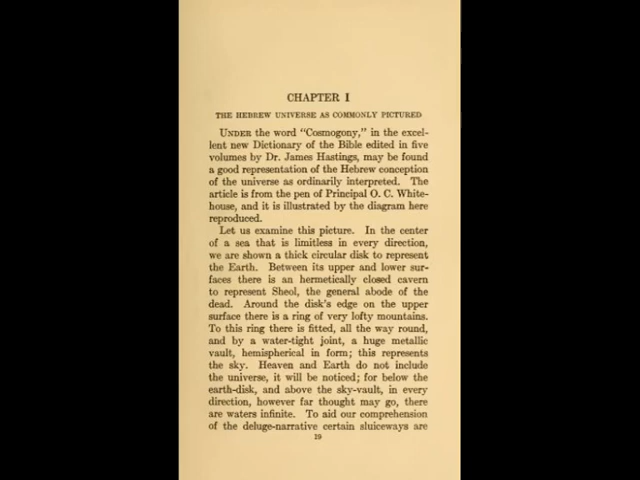 CHAPTER I
THE HEBREW UNIVERSE AS COMMONLY PICTURED
UNDER the word "Cosmogony," in the excel-
lent new Dictionary of the Bible edited in five
volumes by Dr. James Hastings, may be found
a good representation of the Hebrew conception
of the universe as ordinarily interpreted. The
article is from the pen of Principal O. C. White-
house, and it is illustrated by the diagram here
reproduced.
Let us examine this picture. In the center
of a sea that is limitless in every direction,
we are shown a thick circular disk to represent
the Earth. Between its upper and lower sur-
faces there is an hermetically closed cavern
to represent Sheol, the general abode of the
dead. Around the disk's edge on the upper
surface there is a ring of very lofty mountains.
To this ring there is fitted, all the way round,
and by a water-tight joint, a huge metallic
vault, hemispherical in form; this represents
the sky. Heaven and Earth do not include
the universe, it will be noticed; for below the
earth-disk, and above the sky-vault, in every
direction, however far thought may go, there
are waters infinite. To aid our comprehension
of the deluge-narrative certain sluiceways are
19